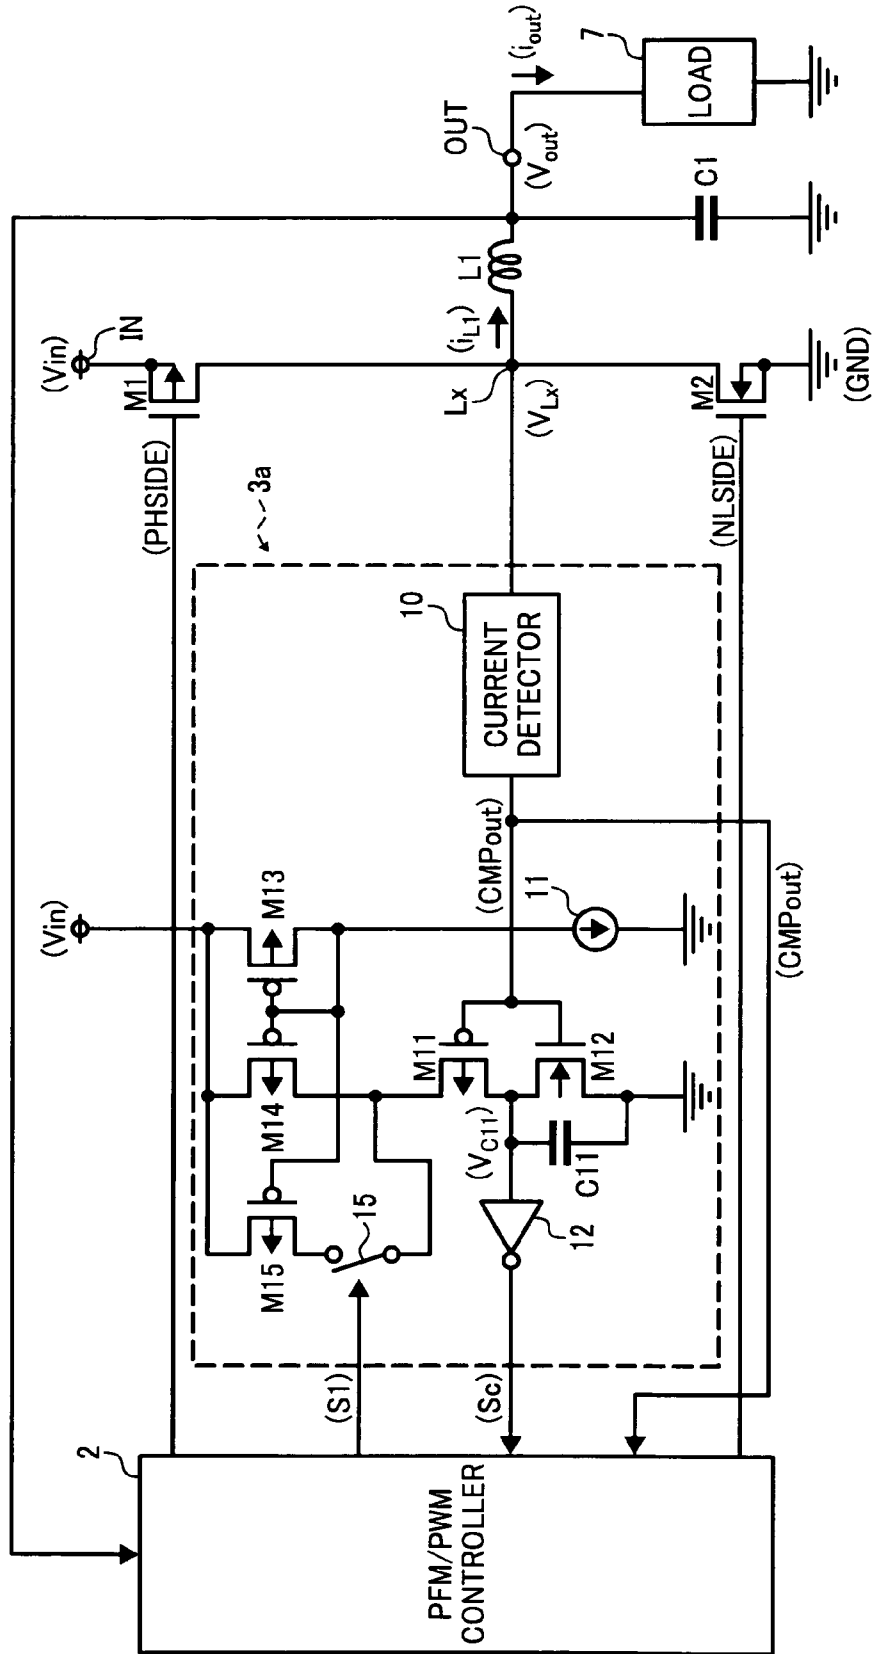 2
PFM/PWM
CONTROLLER
(PHSIDE)
(S1)
(Sc)
(CMPout)
(NLSIDE)
3a
(Vin)
M15
M14
M13
15
M11
M12
(VC11)
C11
12
11
(CMPout)
10
CURRENT
DETECTOR
(Vin)
IN
M1
Lx
(VLx)
(iL1)
L1
M2
(GND)
C1
OUT
(Vout)
(iout)
7
LOAD